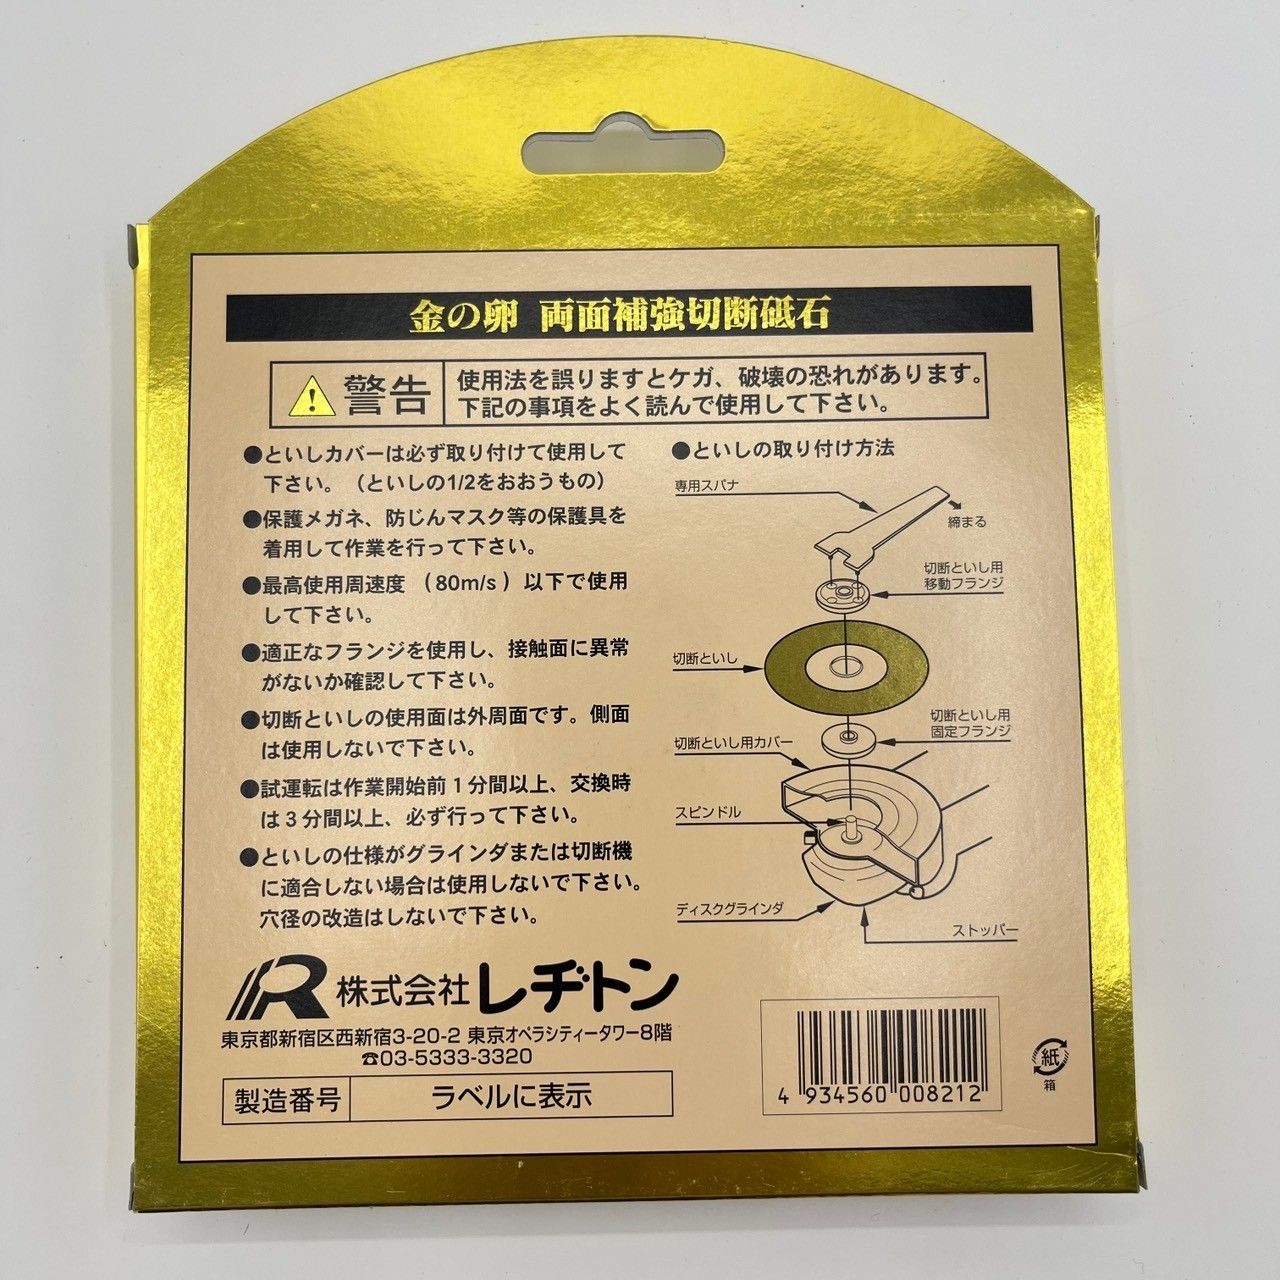 金の卵 両面補強切断砥石
警告
使用法を誤りますとケガ、破壊の恐れがあります。
下記の事項をよく読んで使用して下さい。
●といしカバーは必ず取り付けて使用して
下さい。（といしの1/2をおおうもの）
●保護メガネ、防じんマスク等の保護具を
着用して作業を行って下さい。
●最高使用周速度 （80m/s）以下で使用
して下さい。
●適正なフランジを使用し、接触面に異常
がないか確認して下さい。
●切断といしの使用面は外周面です。側面
は使用しないで下さい。
●試運転は作業開始前１分間以上、交換時
は３分間以上、必ず行って下さい。
●といしの仕様がグラインダまたは切断機
に適合しない場合は使用しないで下さい。
穴径の改造はしないで下さい。
●といしの取り付け方法
専用スパナ
締まる
切断といし用
移動フランジ
切断といし
切断といし用
固定フランジ
切断といし用カバー
スピンドル
ディスクグラインダ
ストッパー
R 株式会社レヂトン
東京都新宿区西新宿3-20-2 東京オペラシティータワー8階
☎03-5333-3320
製造番号 ラベルに表示
4 934560 008212
紙
箱